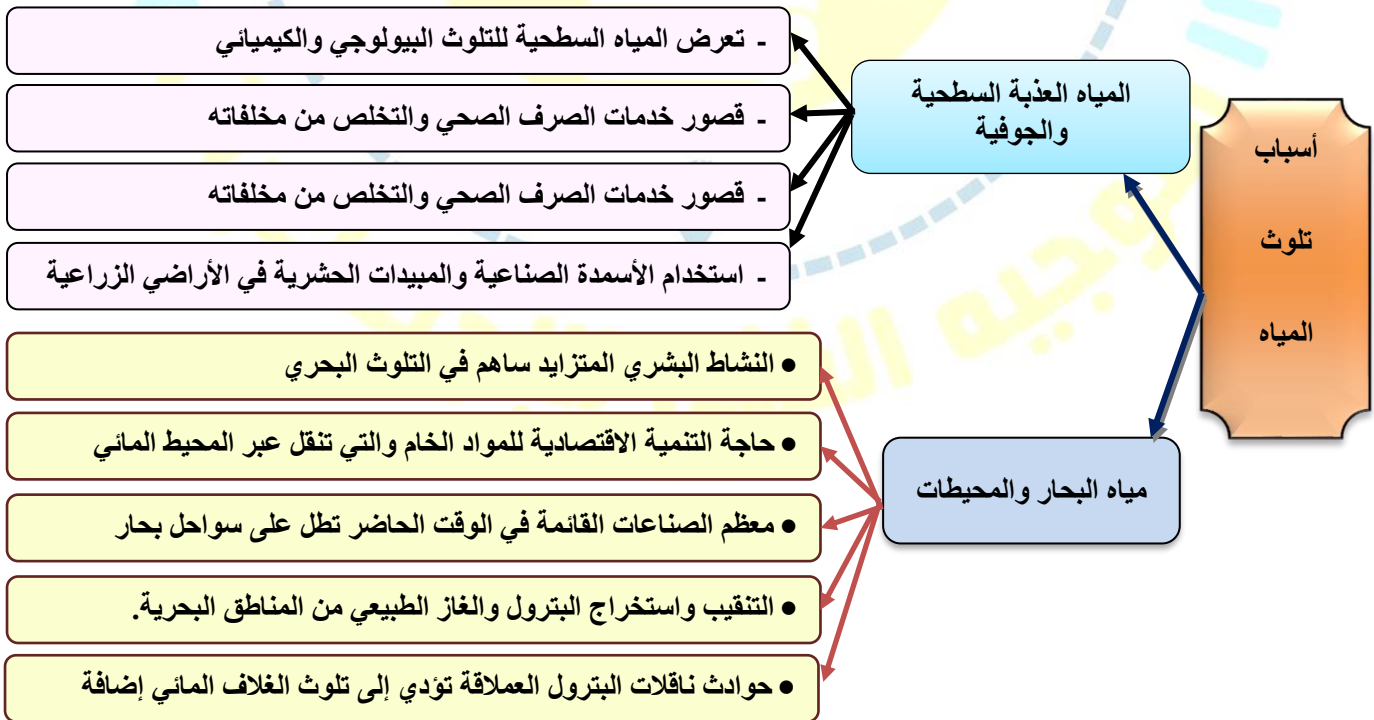 أسباب
تلوث
المياه
المياه العذبة السطحية
والجوفية
- تعرض المياه السطحية للتلوث البيولوجي والكيميائي
- قصور خدمات الصرف الصحي والتخلص من مخلفاته
- قصور خدمات الصرف الصحي والتخلص من مخلفاته
- استخدام الأسمدة الصناعية والمبيدات الحشرية في الأراضي الزراعية
مياه البحار والمحيطات
● النشاط البشري المتزايد ساهم في التلوث البحري
● حاجة التنمية الاقتصادية للمواد الخام والتي تنقل عبر المحيط المائي
● معظم الصناعات القائمة في الوقت الحاضر تطل على سواحل بحار
● التنقيب واستخراج البترول والغاز الطبيعي من المناطق البحرية.
● حوادث ناقلات البترول العملاقة تؤدي إلى تلوث الغلاف المائي إضافة